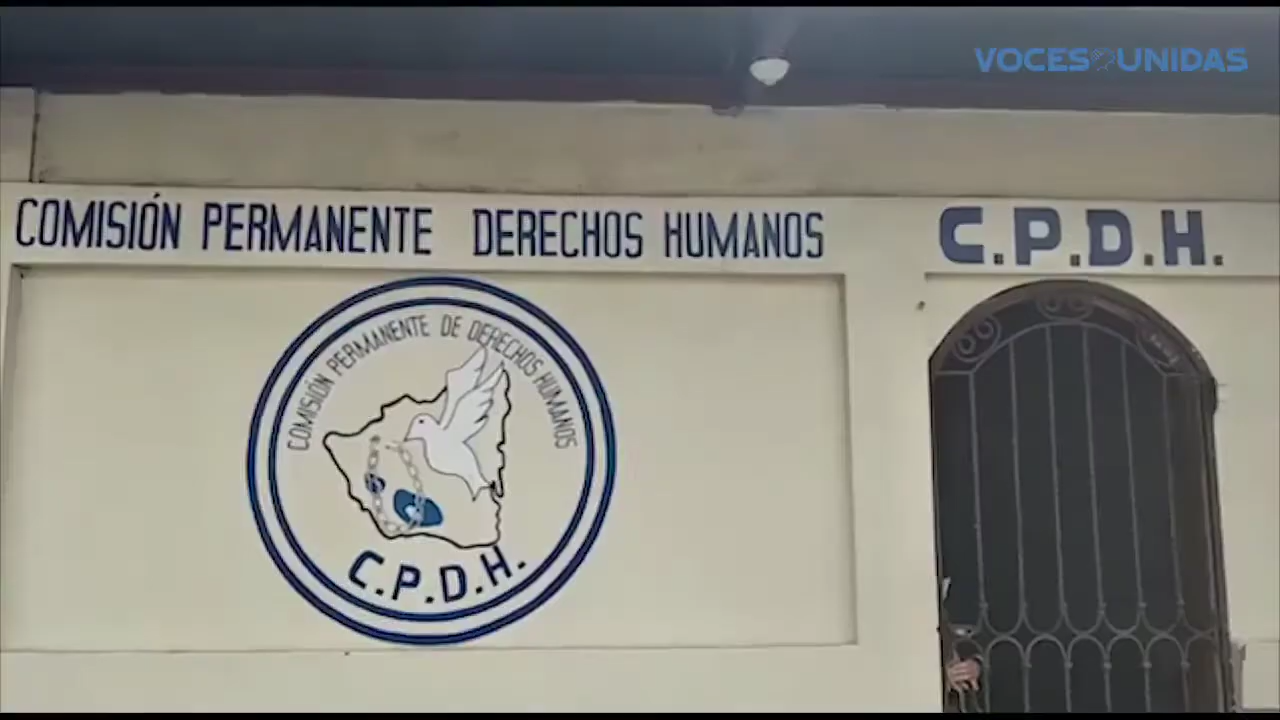 VOCES UNIDAS
COMISIÓN PERMANENTE DERECHOS HUMANOS
C.P.D.H.
COMISIÓN PERMANENTE DE DERECHOS HUMANOS
C.P.D.H.